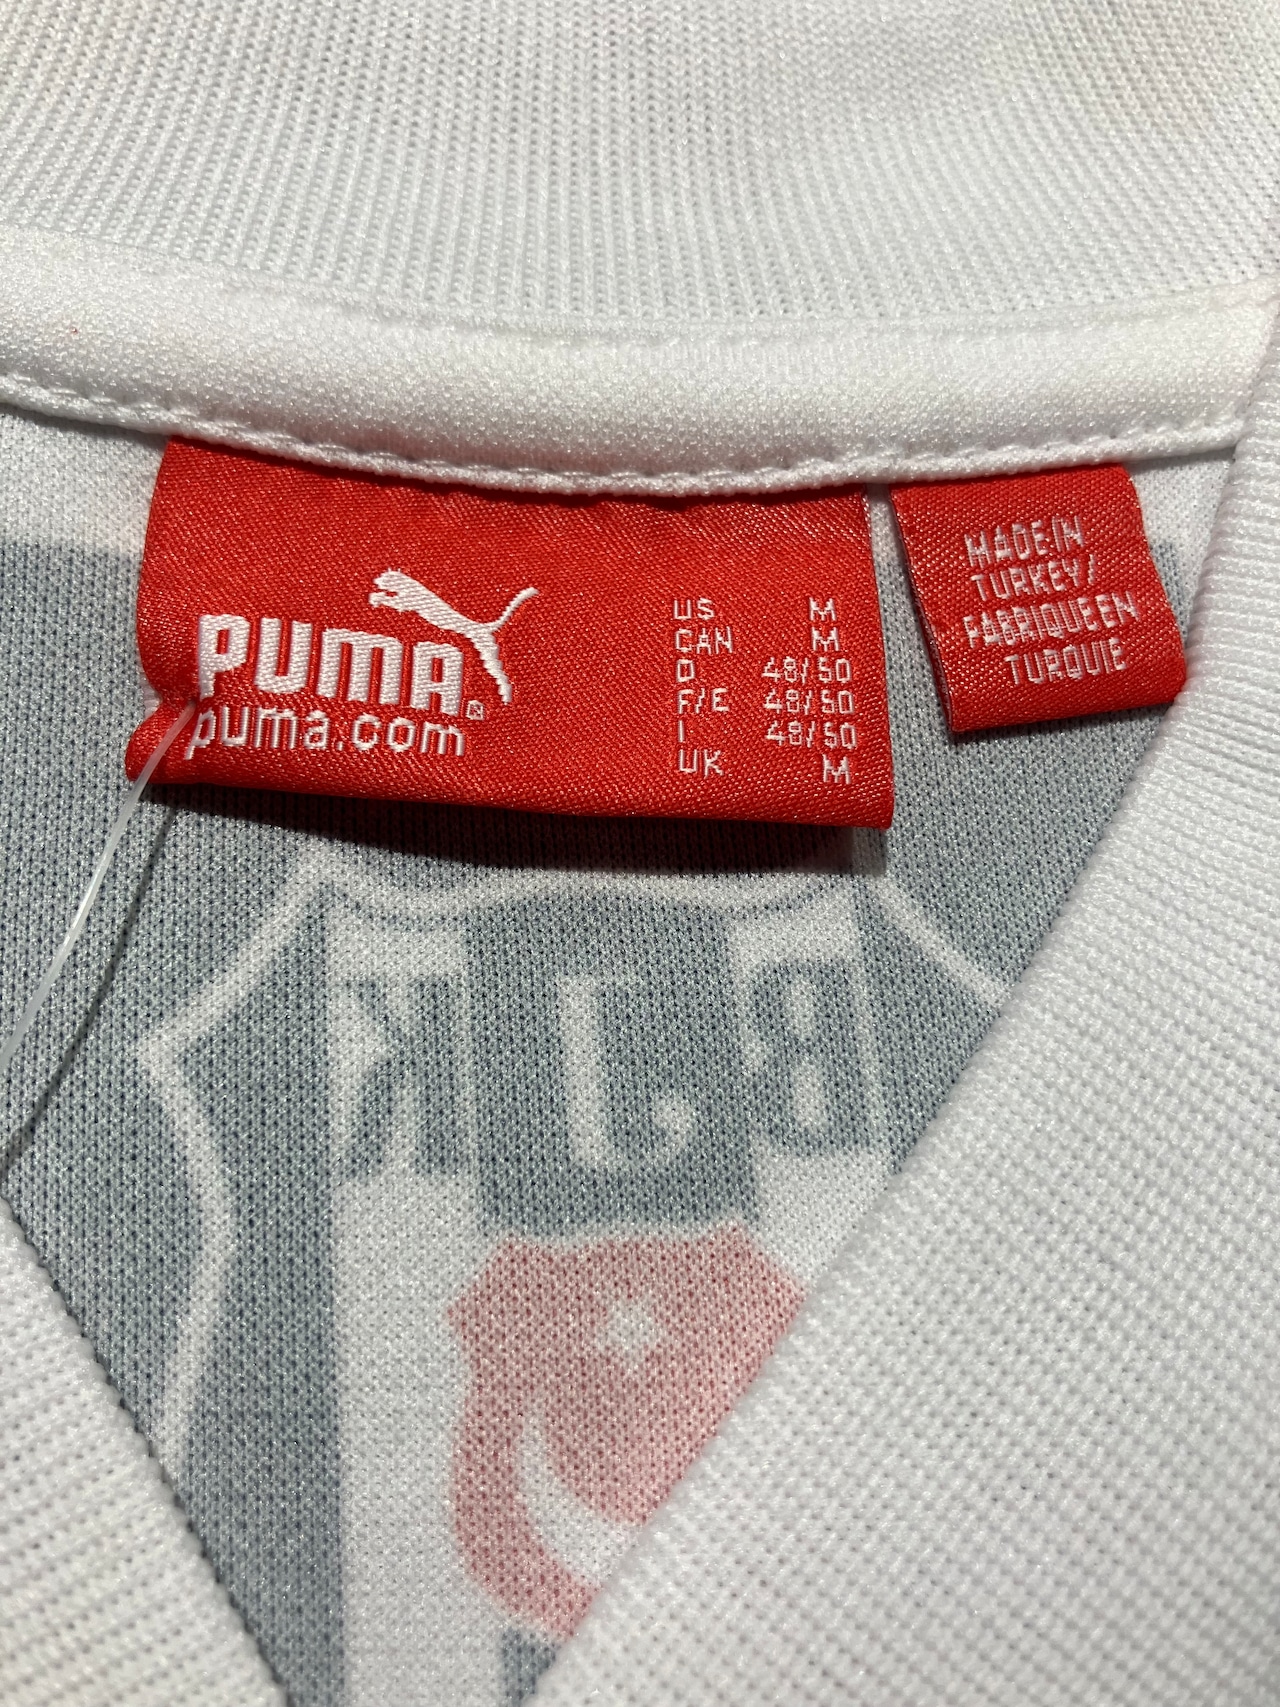 PUMA
puma.com
US M
CAN M
D 48/50
F/E 48/50
I 48/50
UK M
MADE IN
TURKEY/
FABRIQUE EN
TURQUIE
B.J.K